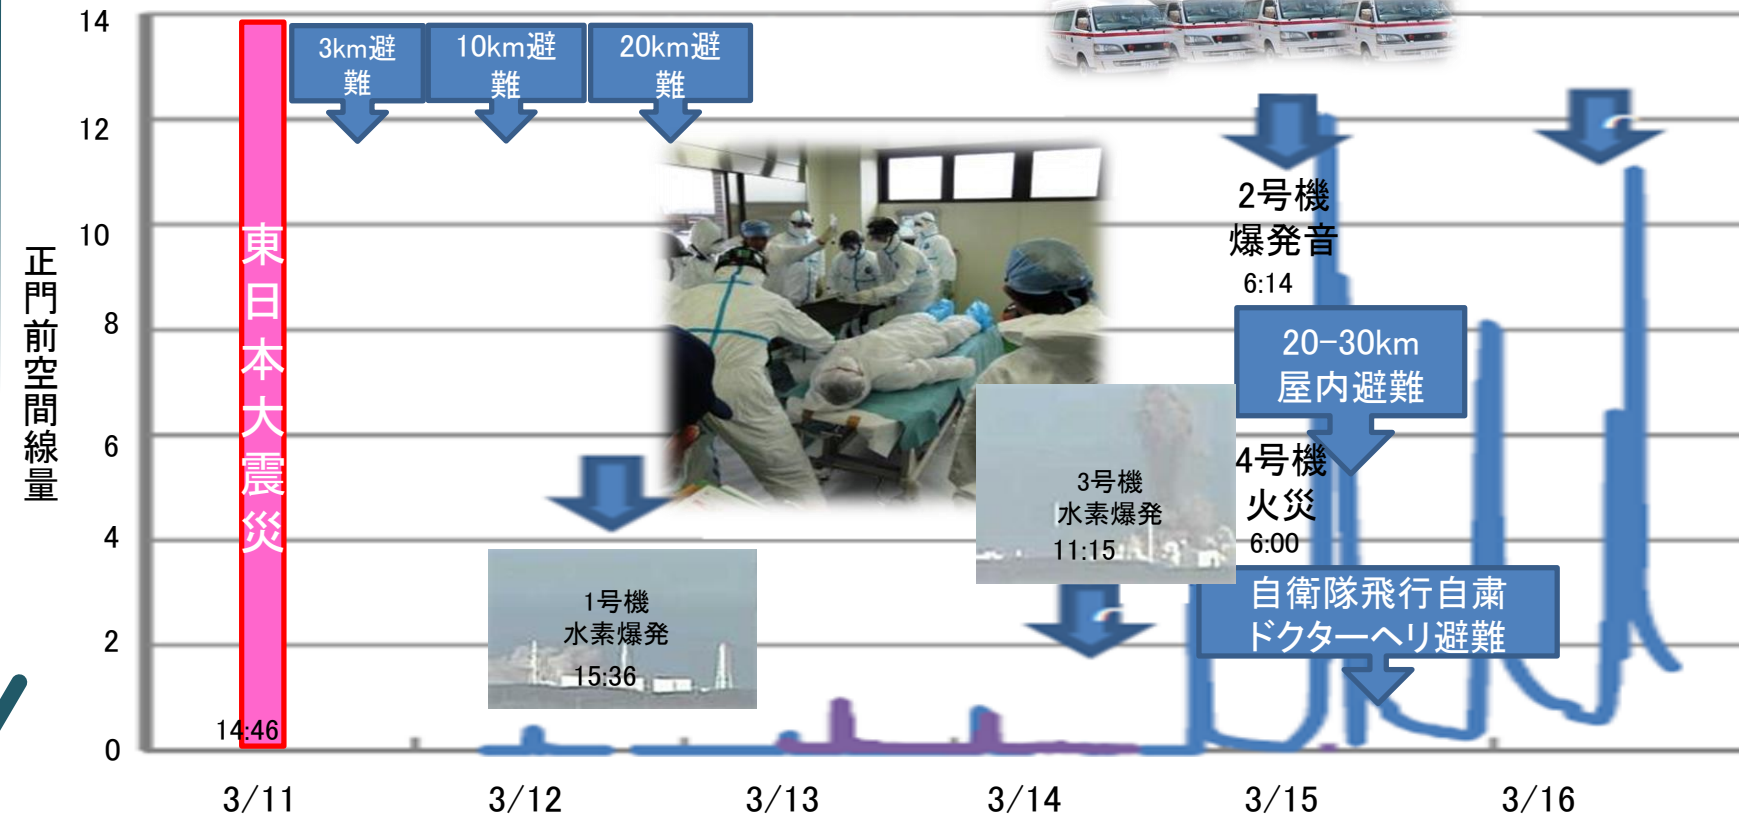 14
12
10
8
6
4
2
0
正門前空間線量
東日本大震災
14:46
3km避
難
10km避
難
20km避
難
1号機
水素爆発
15:36
3号機
水素爆発
11:15
2号機
爆発音
6:14
20-30km
屋内避難
4号機
火災
6:00
自衛隊飛行自粛
ドクターヘリ避難
3/11
3/12
3/13
3/14
3/15
3/16